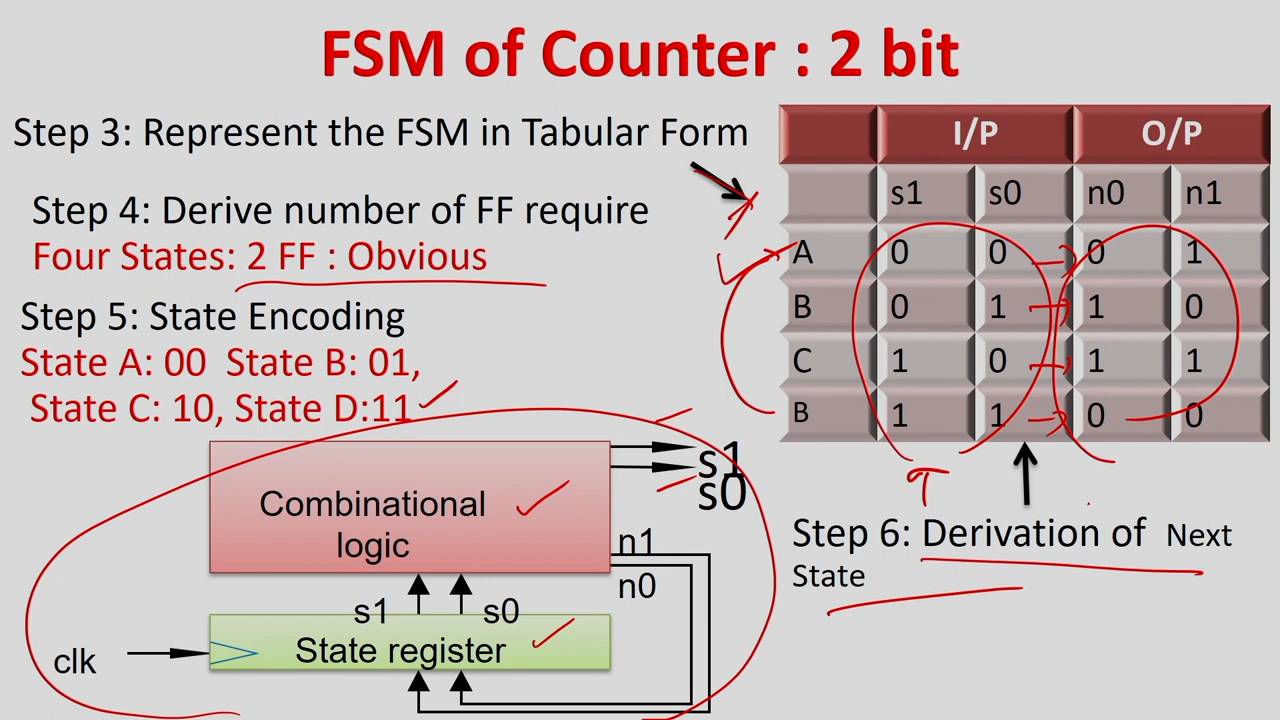 FSM of Counter : 2 bit
Step 3: Represent the FSM in Tabular Form
Step 4: Derive number of FF require
Four States: 2 FF : Obvious
Step 5: State Encoding
State A: 00 State B: 01,
State C: 10, State D:11
I/P O/P
s1 s0 n0 n1
A 0 0 0 1
B 0 1 1 0
C 1 0 1 1
B 1 1 0 0
Step 6: Derivation of Next
State
Combinational
logic
s1
s0
n1
n0
s1 s0
State register
clk